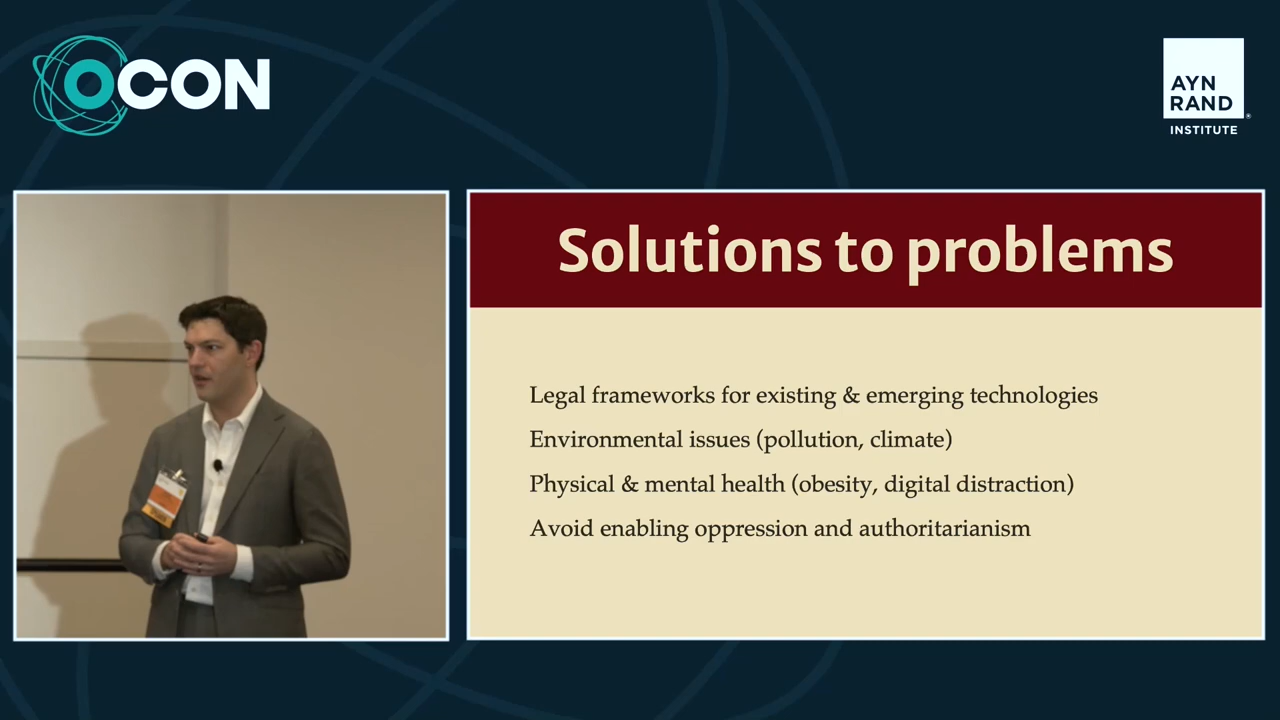 OCON
AYN
RAND
INSTITUTE
Solutions to problems
Legal frameworks for existing & emerging technologies
Environmental issues (pollution, climate)
Physical & mental health (obesity, digital distraction)
Avoid enabling oppression and authoritarianism